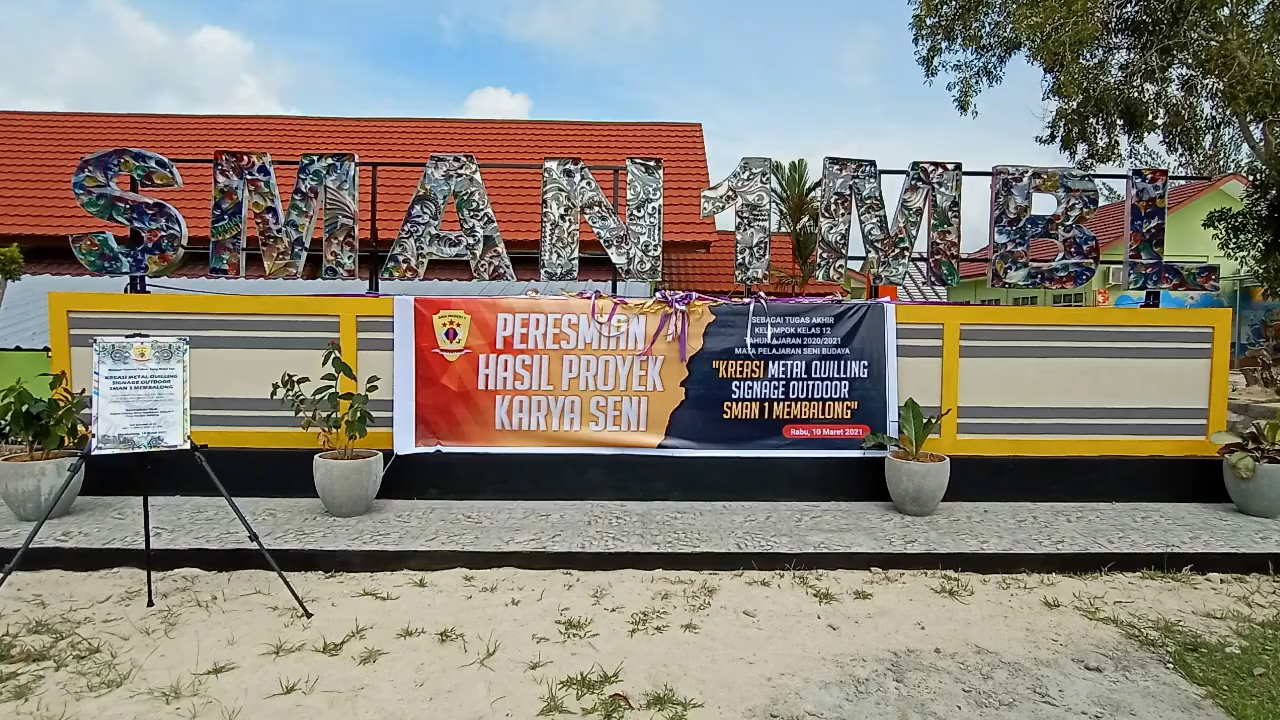 SMAN 1 MBL
PERESMIAN
HASIL PROYEK
KARYA SENI
SEBAGAI TUGAS AKHIR
KELOMPOK KELAS 12
TAHUN AJARAN 2020/2021
MATA PELAJARAN SENI BUDAYA
"KREASI METAL QUILLING
SIGNAGE OUTDOOR
SMAN 1 MEMBALONG"
Rabu, 10 Maret 2021
KREASI METAL QUILLING
SIGNAGE OUTDOOR
SMAN 1 MEMBALONG